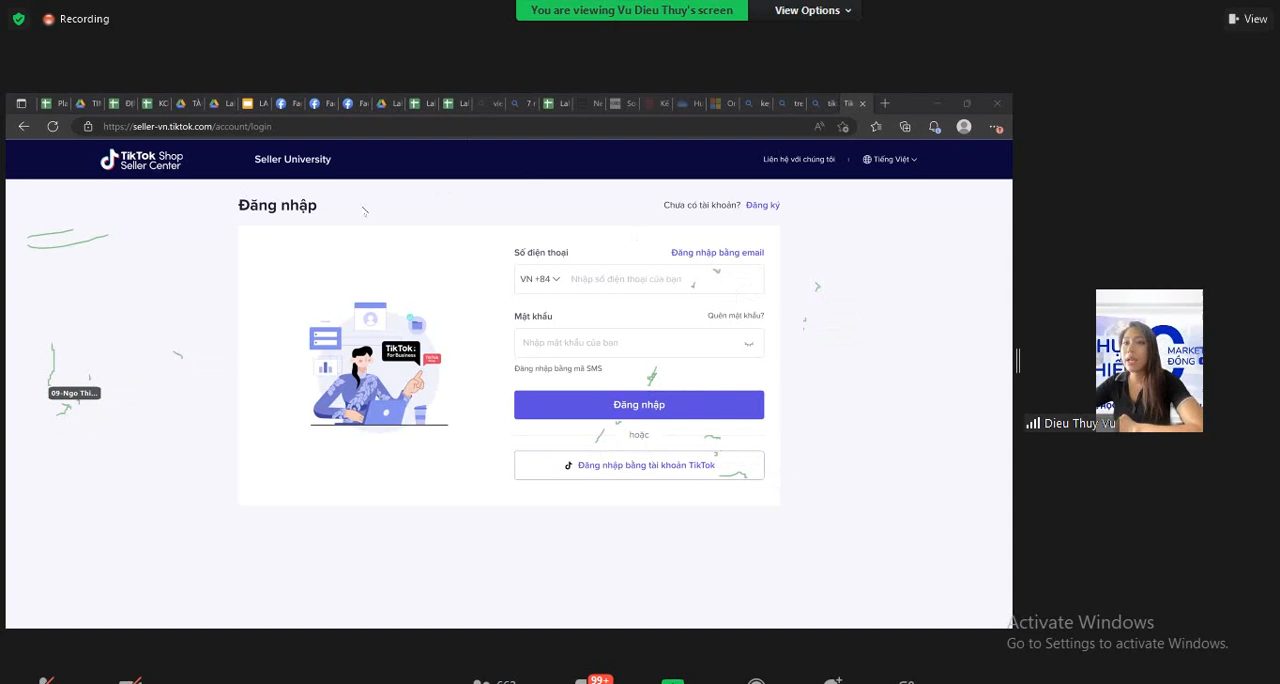 You are viewing Vu Dieu Thuy's screen
View Options
Recording
View
https://seller-vn.tiktok.com/account/login
TikTok Shop
Seller Center
Seller University
Liên hệ với chúng tôi
Tiếng Việt
Đăng nhập
Chưa có tài khoản? Đăng ký
Số điện thoại
Đăng nhập bằng email
VN +84
Nhập số điện thoại của bạn
Mật khẩu
Quên mật khẩu?
Nhập mật khẩu của bạn
Đăng nhập bằng mã SMS
Đăng nhập
hoặc
Đăng nhập bằng tài khoản TikTok
TikTok:
For Business
09-Ngo Thi...
MARKE
ĐỒNG
Dieu Thuy Vu
Activate Windows
Go to Settings to activate Windows.
99+